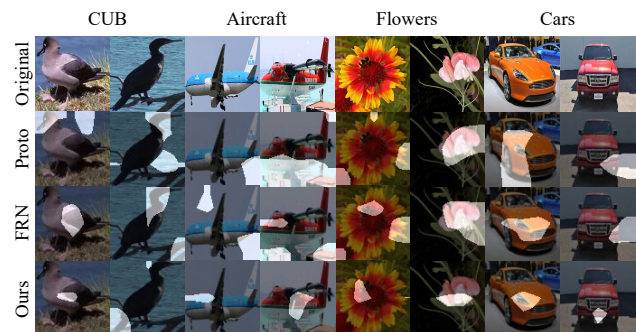 CUB Aircraft Flowers Cars
Original
Proto
FRN
Ours